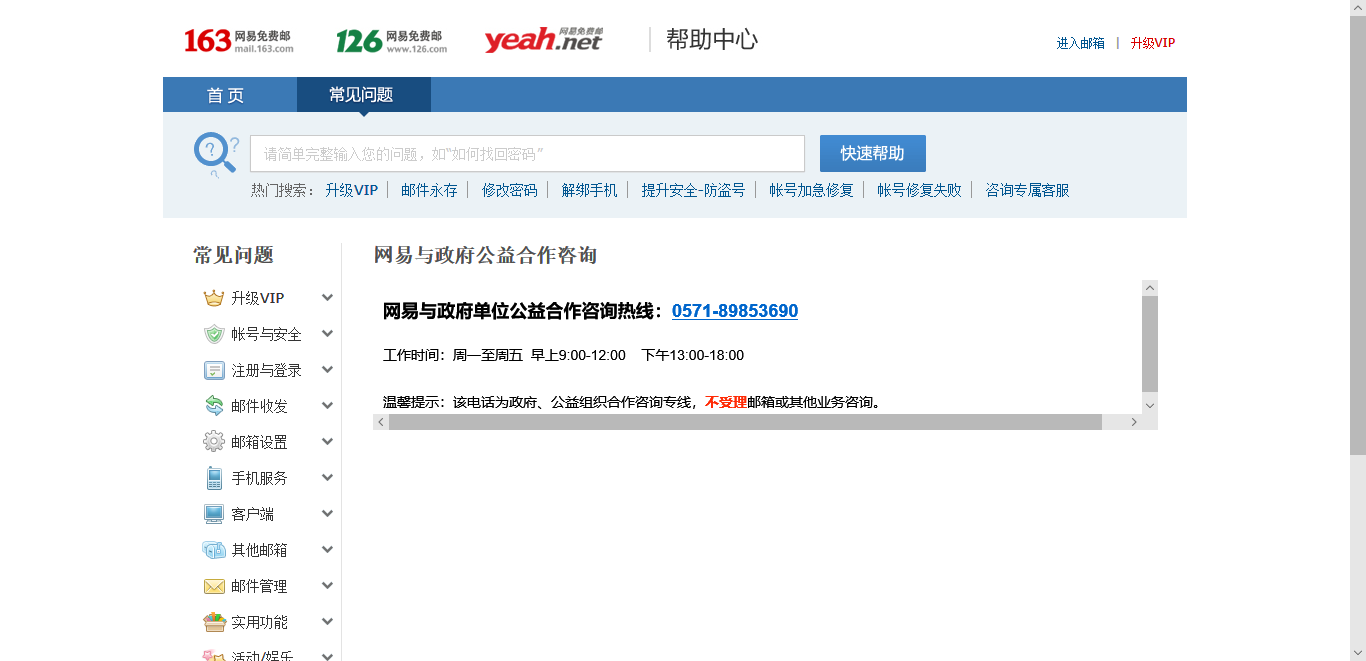 163 网易免费邮 mail.163.com 126 网易免费邮 www.126.com yeah.net 网易免费邮 帮助中心 进入邮箱 | 升级VIP
首页 常见问题
请简单完整输入您的问题，如"如何找回密码" 快速帮助
热门搜索： 升级VIP 邮件永存 修改密码 解绑手机 提升安全-防盗号 帐号加急修复 帐号修复失败 咨询专属客服
常见问题
升级VIP
帐号与安全
注册与登录
邮件收发
邮箱设置
手机服务
客户端
其他邮箱
邮件管理
实用功能
活动/娱乐
网易与政府公益合作咨询
网易与政府单位公益合作咨询热线：0571-89853690
工作时间：周一至周五 早上9:00-12:00 下午13:00-18:00
温馨提示：该电话为政府、公益组织合作咨询专线，不受理邮箱或其他业务咨询。